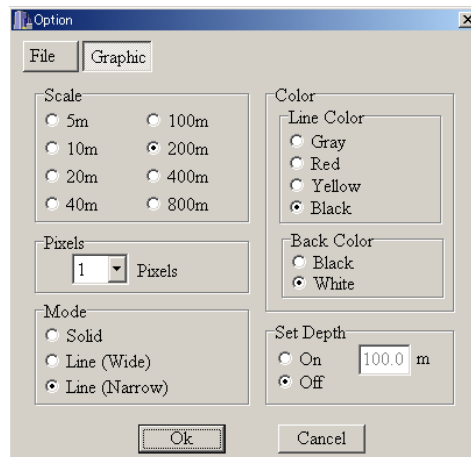 Option
File Graphic
Scale
5m 100m
10m 200m
20m 400m
40m 800m
Pixels
1 Pixels
Mode
Solid
Line (Wide)
Line (Narrow)
Color
Line Color
Gray
Red
Yellow
Black
Back Color
Black
White
Set Depth
On 100.0 m
Off
Ok Cancel